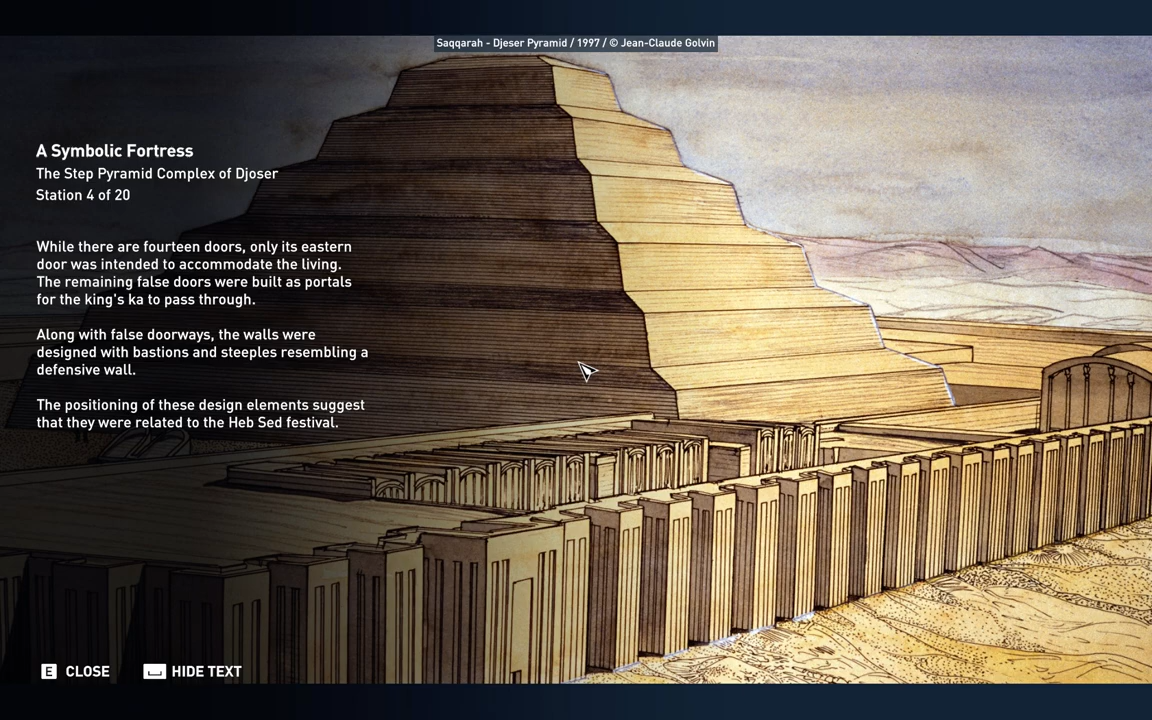 Saqqarah - Djeser Pyramid / 1997 / © Jean-Claude Golvin
A Symbolic Fortress
The Step Pyramid Complex of Djoser
Station 4 of 20
While there are fourteen doors, only its eastern
door was intended to accommodate the living.
The remaining false doors were built as portals
for the king's ka to pass through.
Along with false doorways, the walls were
designed with bastions and steeples resembling a
defensive wall.
The positioning of these design elements suggest
that they were related to the Heb Sed festival.
E CLOSE
HIDE TEXT